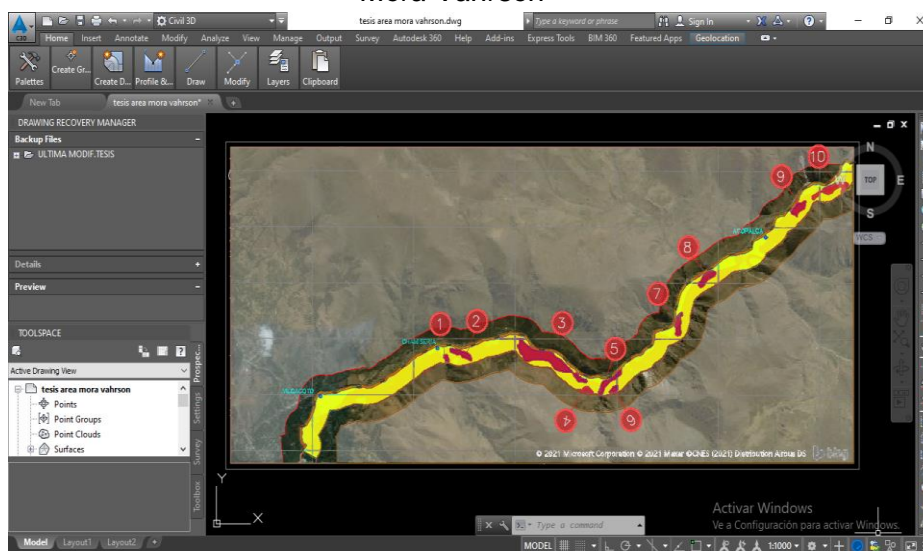 Mora-Vahrson
Civil 3D
tesis area mora vahrson.dwg
Type a keyword or phrase
Sign In
Home Insert Annotate Modify Analyze View Manage Output Survey Autodesk 360 Help Add-ins Express Tools BIM 360 Featured Apps Geolocation
Palettes
Create Gr...
Create D...
Profile &...
Draw
Modify
Layers
Clipboard
New Tab
tesis area mora vahrson*
DRAWING RECOVERY MANAGER
Backup Files
ULTIMA MODIF.TESIS
Details
Preview
TOOLSPACE
Active Drawing View
tesis area mora vahrson
Points
Point Groups
Point Clouds
Surfaces
Prospec...
Settings
Survey
Toolbox
N
TOP
E
S
WCS
10
9
8
7
1
2
3
5
4
6
© 2021 Microsoft Corporation © 2021 Maxar ©CNES (2021) Distribution Airbus DS
Y
X
Type a command
Activar Windows
Ve a Configuración para activar Windows.
Model Layout1 Layout2
MODEL
1:1000